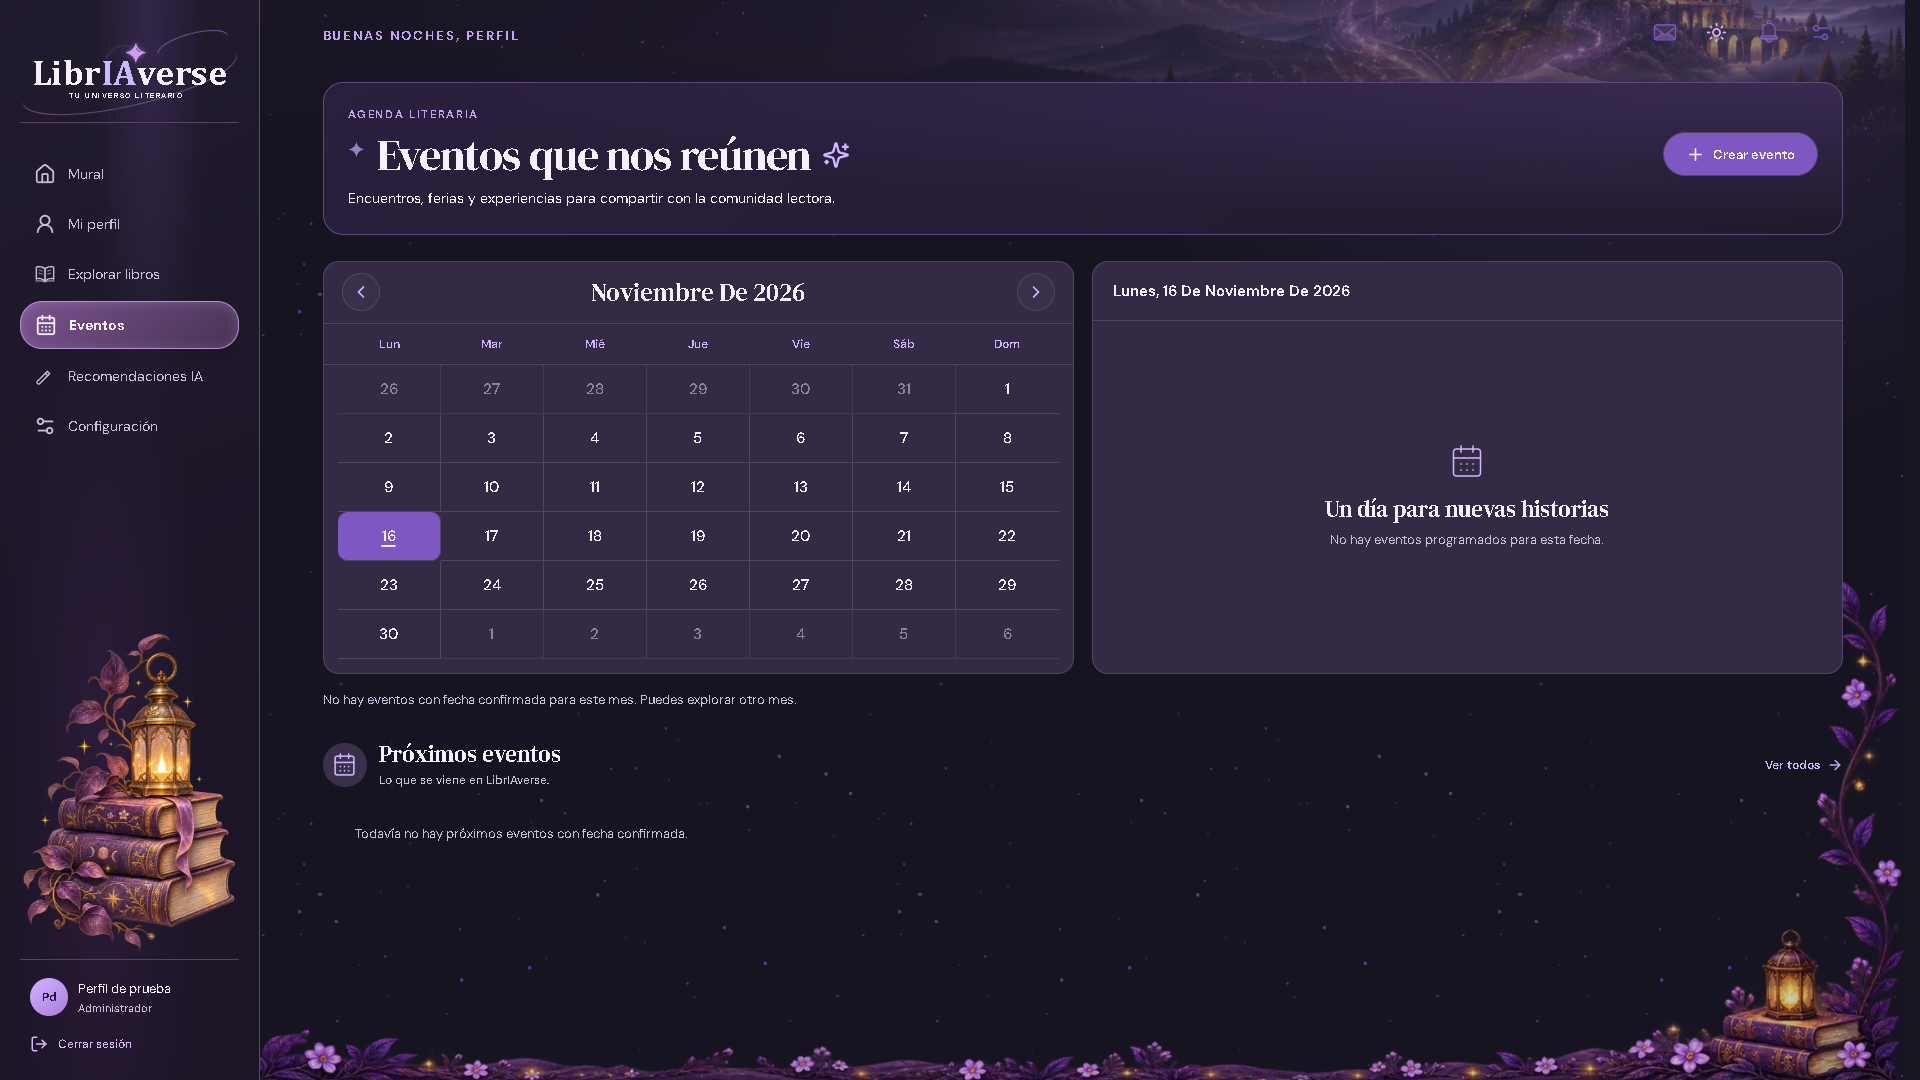 LibrIAverse
TU UNIVERSO LITERARIO
Mural
Mi perfil
Explorar libros
Eventos
Recomendaciones IA
Configuración
Pd
Perfil de prueba
Administrador
Cerrar sesión
BUENAS NOCHES, PERFIL
AGENDA LITERARIA
Eventos que nos reúnen
Encuentros, ferias y experiencias para compartir con la comunidad lectora.
Crear evento
Noviembre De 2026
Lun Mar Mié Jue Vie Sáb Dom
26 27 28 29 30 31 1
2 3 4 5 6 7 8
9 10 11 12 13 14 15
16 17 18 19 20 21 22
23 24 25 26 27 28 29
30 1 2 3 4 5 6
Lunes, 16 De Noviembre De 2026
Un día para nuevas historias
No hay eventos programados para esta fecha.
No hay eventos con fecha confirmada para este mes. Puedes explorar otro mes.
Próximos eventos
Lo que se viene en LibrIAverse.
Ver todos
Todavía no hay próximos eventos con fecha confirmada.